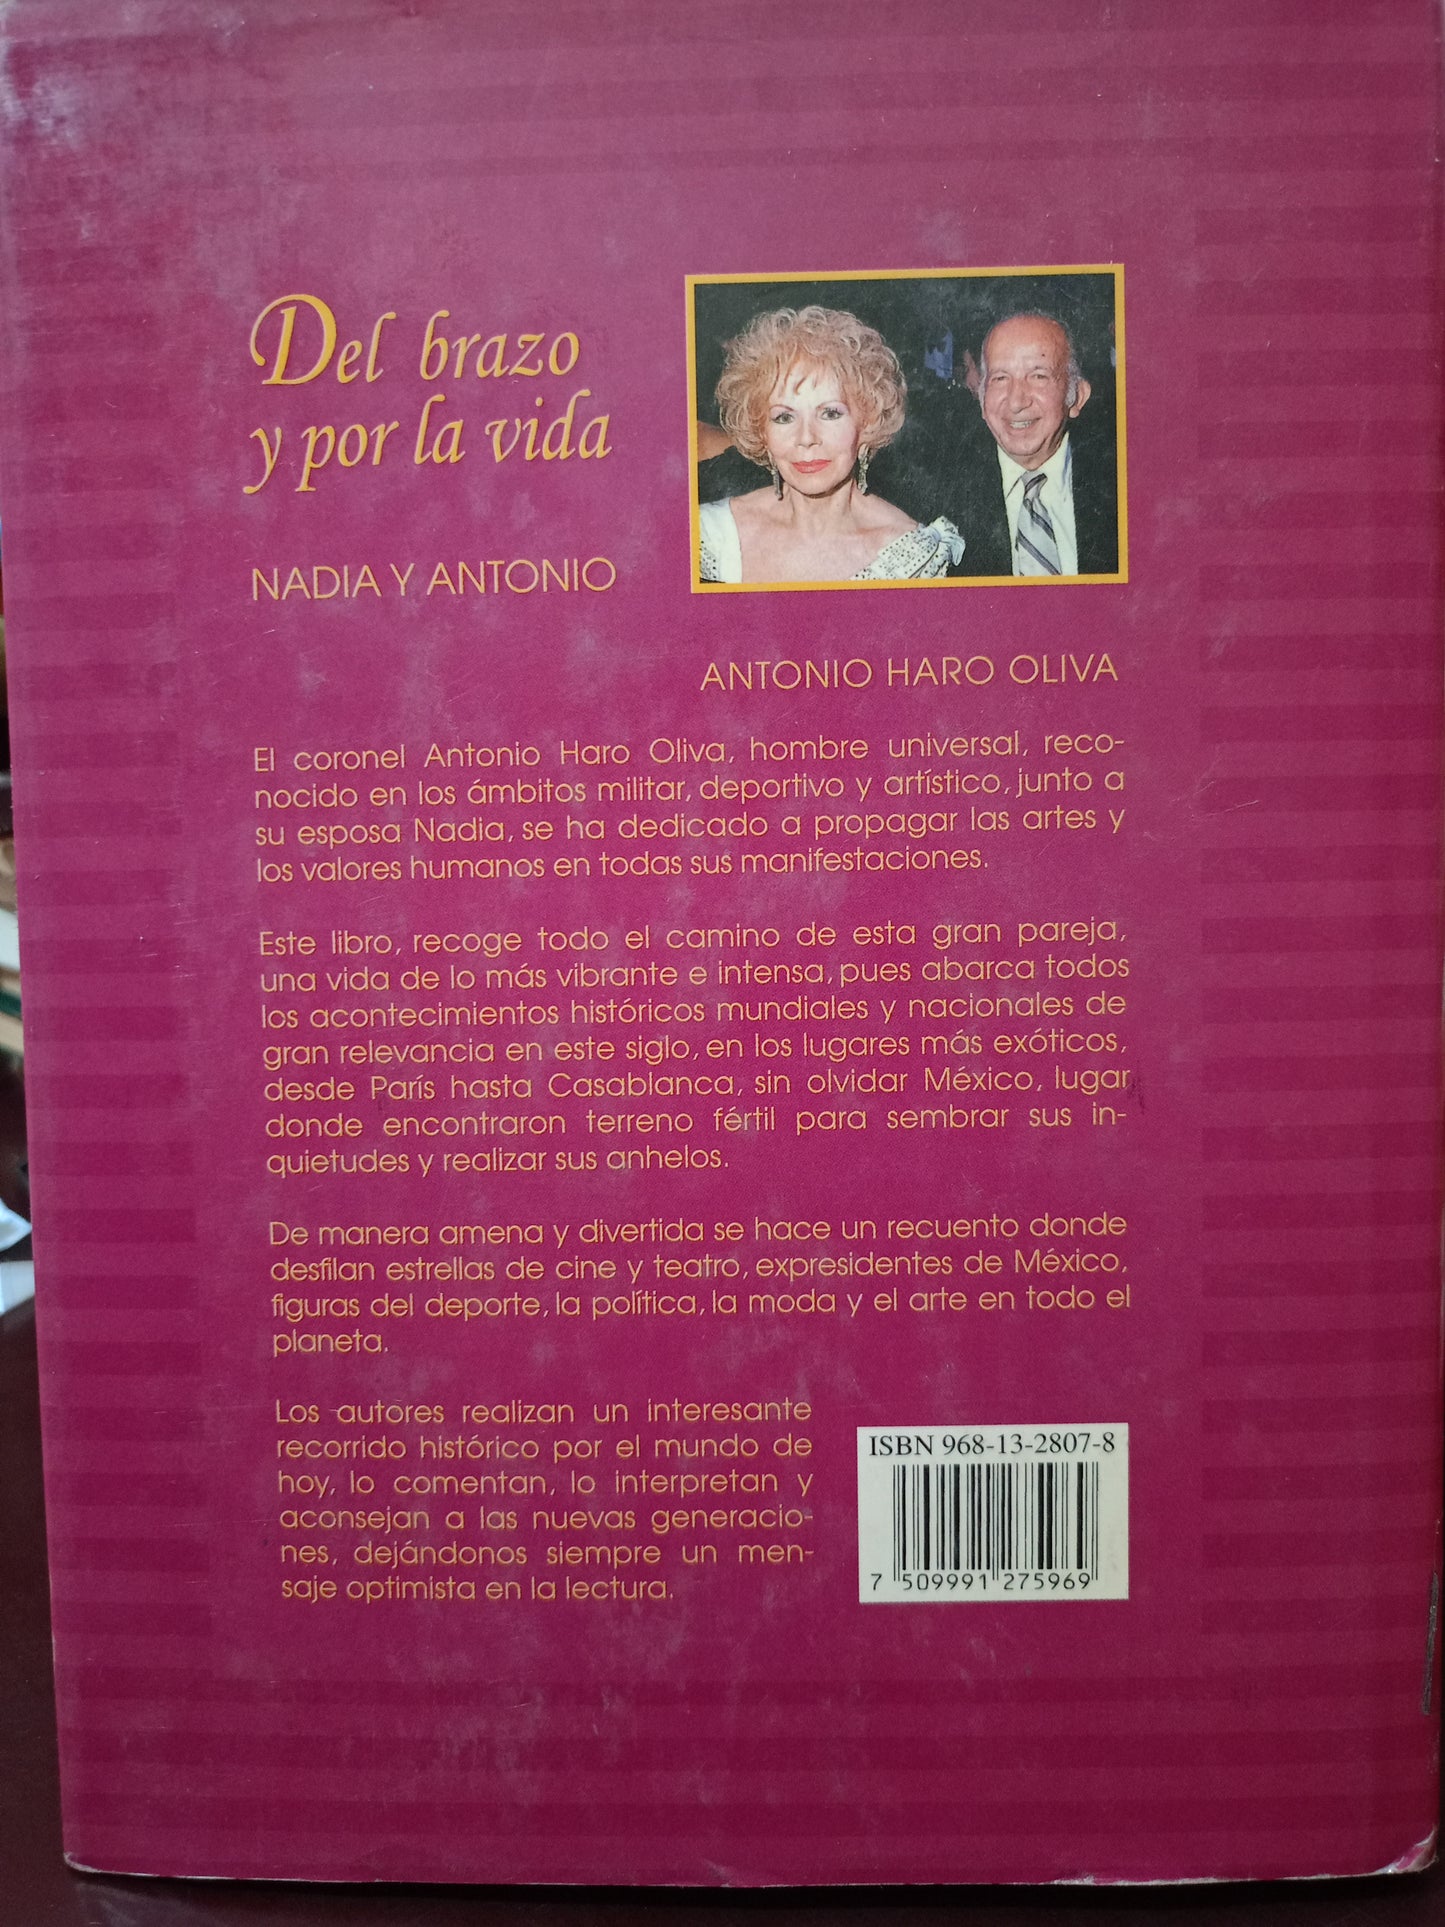 Del brazo
y por la vida
NADIA Y ANTONIO
ANTONIO HARO OLIVA
El coronel Antonio Haro Oliva, hombre universal, reco-
nocido en los ámbitos militar, deportivo y artístico, junto a
su esposa Nadia, se ha dedicado a propagar las artes y
los valores humanos en todas sus manifestaciones.
Este libro, recoge todo el camino de esta gran pareja,
una vida de lo más vibrante e intensa, pues abarca todos
los acontecimientos históricos mundiales y nacionales de
gran relevancia en este siglo, en los lugares más exóticos,
desde París hasta Casablanca, sin olvidar México, lugar
donde encontraron terreno fértil para sembrar sus in-
quietudes y realizar sus anhelos.
De manera amena y divertida se hace un recuento donde
desfilan estrellas de cine y teatro, expresidentes de México,
figuras del deporte, la política, la moda y el arte en todo el
planeta.
Los autores realizan un interesante
recorrido histórico por el mundo de
hoy, lo comentan, lo interpretan y
aconsejan a las nuevas generacio-
nes, dejándonos siempre un men-
saje optimista en la lectura.
ISBN 968-13-2807-8
7 509991 275969